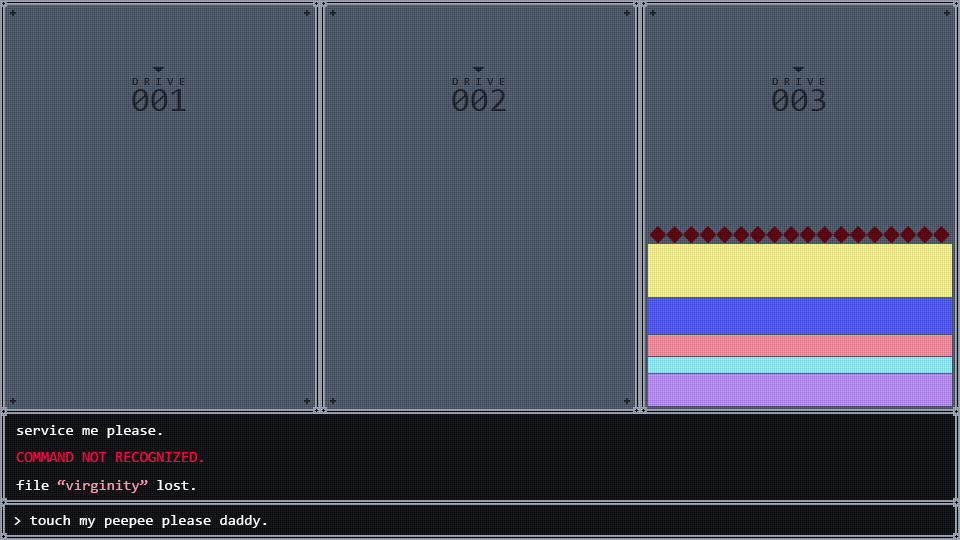 DRIVE
001
DRIVE
002
DRIVE
003
service me please.
COMMAND NOT RECOGNIZED.
file “virginity” lost.
> touch my peepee please daddy.